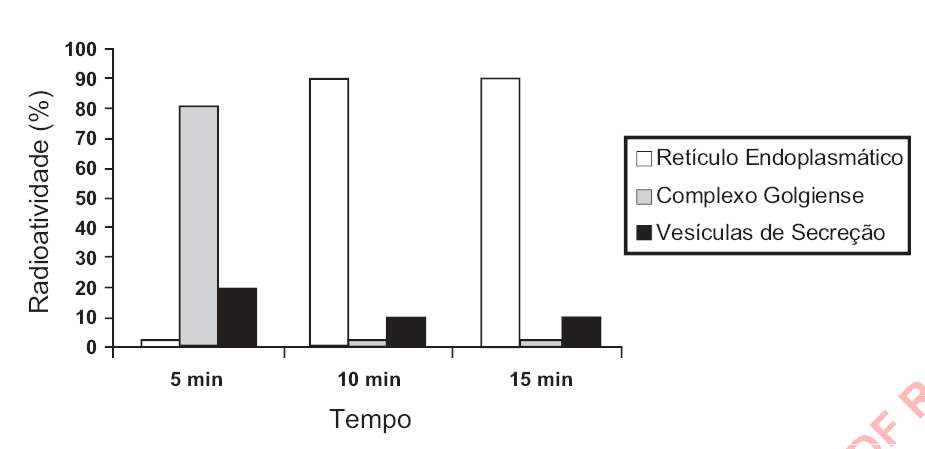 100
90
80
70
60
50
40
30
20
10
0
Radioatividade (%)
5 min
10 min
15 min
Tempo
Retículo Endoplasmático
Complexo Golgiense
Vesículas de Secreção
OF